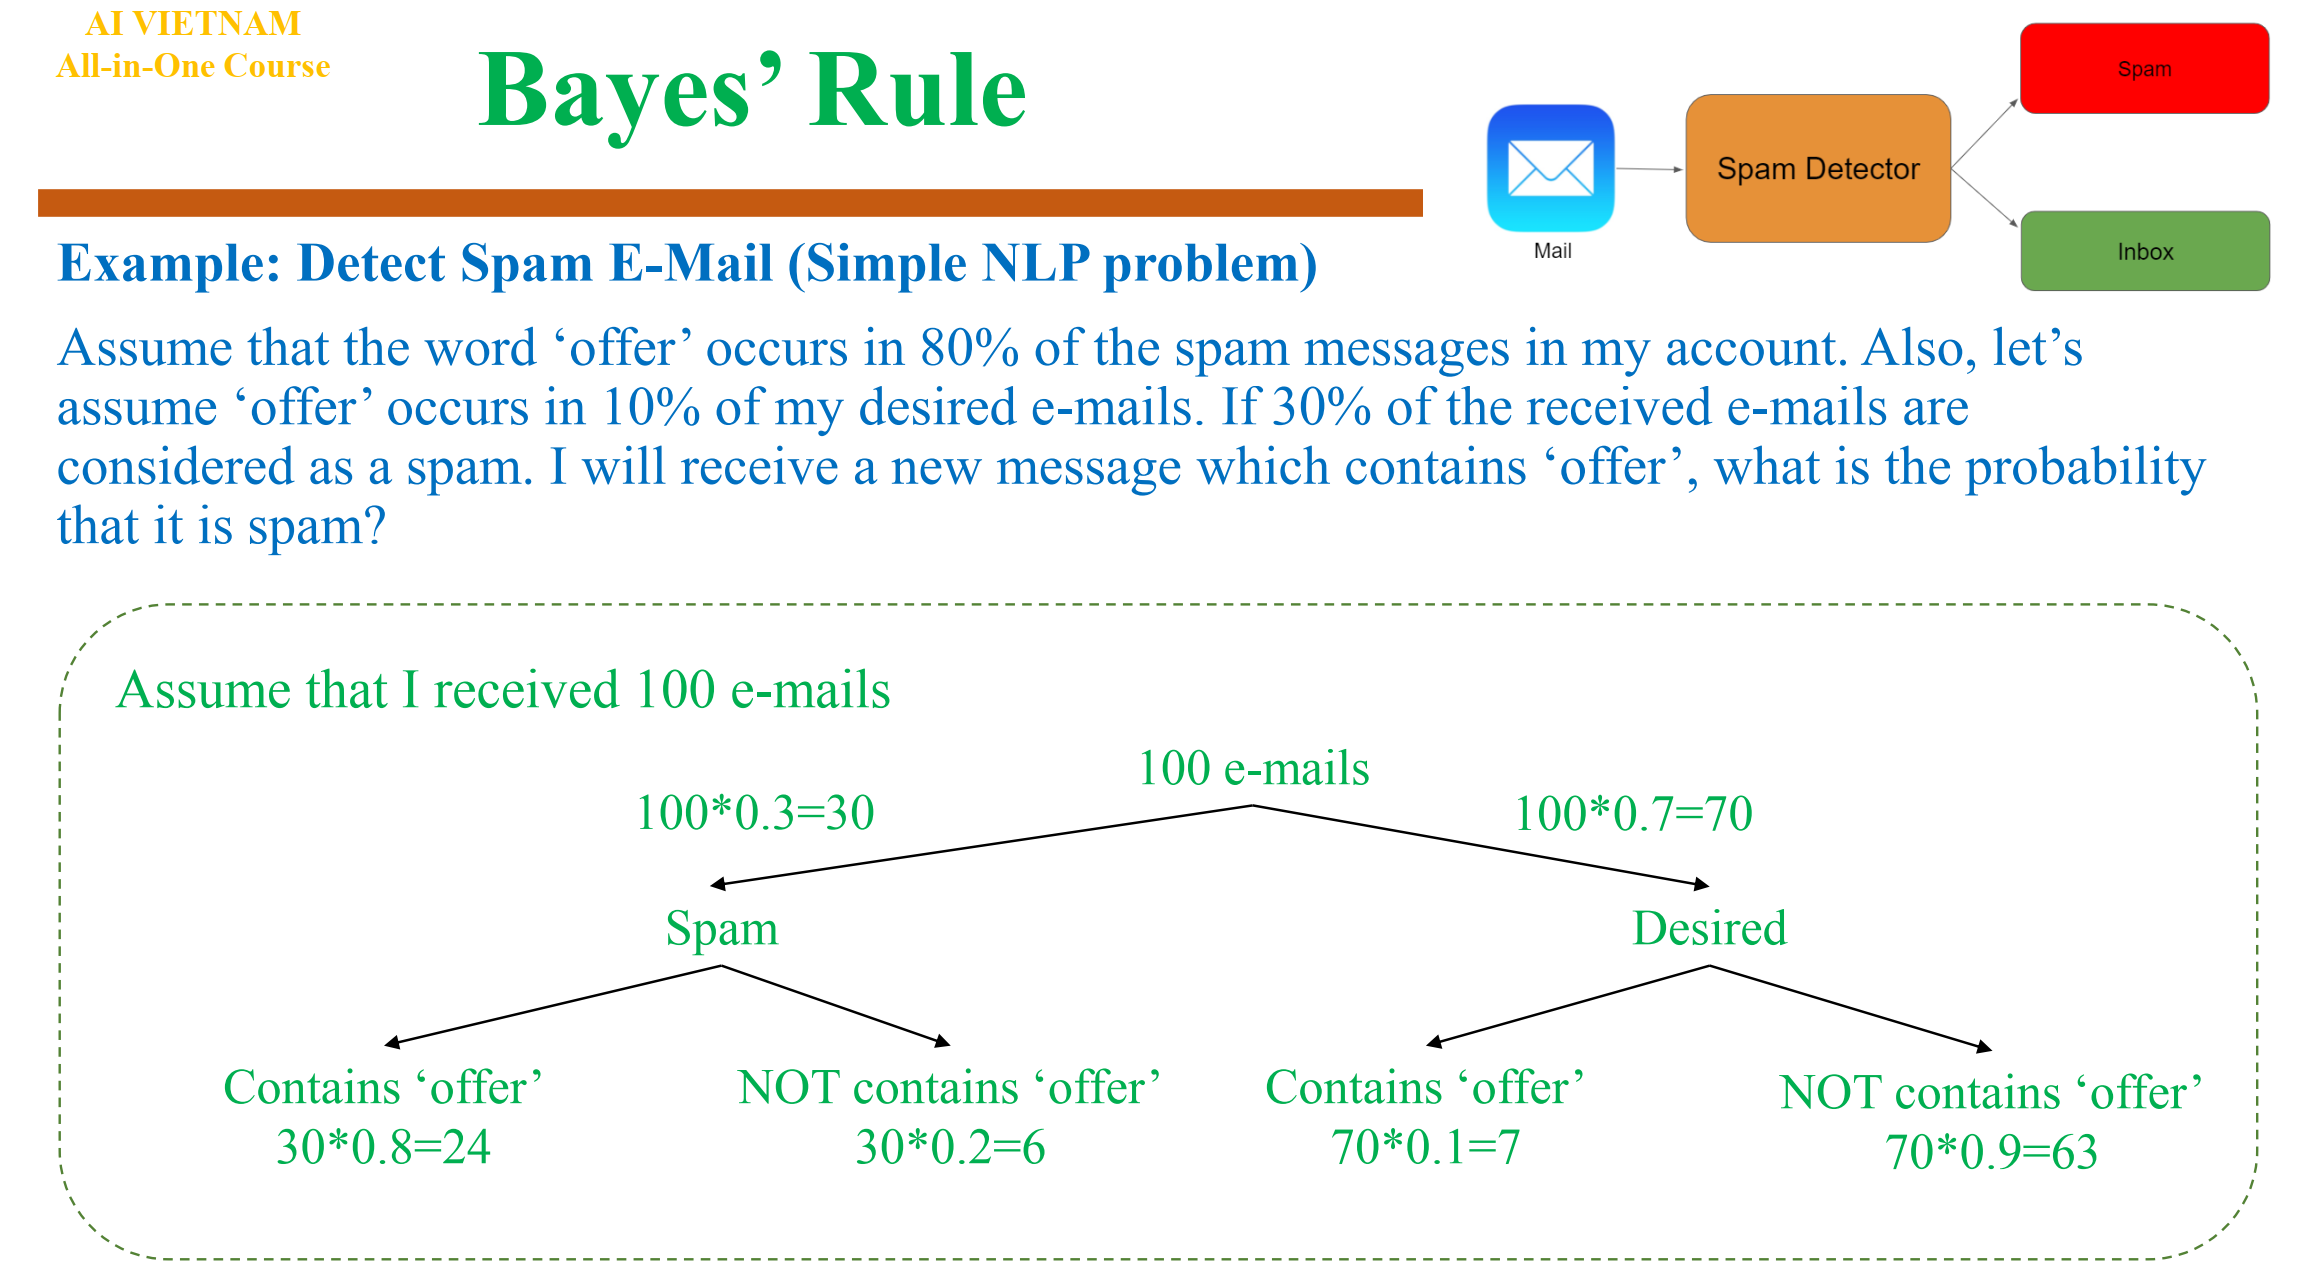 AI VIETNAM
All-in-One Course
Bayes’ Rule
Mail
Spam Detector
Spam
Inbox
Example: Detect Spam E-Mail (Simple NLP problem)
Assume that the word ‘offer’ occurs in 80% of the spam messages in my account. Also, let’s
assume ‘offer’ occurs in 10% of my desired e-mails. If 30% of the received e-mails are
considered as a spam. I will receive a new message which contains ‘offer’, what is the probability
that it is spam?
Assume that I received 100 e-mails
100 e-mails
100*0.3=30
100*0.7=70
Spam
Desired
Contains ‘offer’
30*0.8=24
NOT contains ‘offer’
30*0.2=6
Contains ‘offer’
70*0.1=7
NOT contains ‘offer’
70*0.9=63